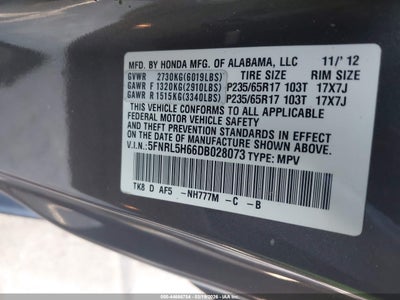 MFD. BY HONDA MFG. OF ALABAMA, LLC 11/'12
GVWR 2730KG(6019LBS) TIRE SIZE RIM SIZE
GAWR F 1320KG(2910LBS) P235/65R17 103T 17X7J
GAWR R 1515KG(3340LBS) P235/65R17 103T 17X7J
THIS VEHICLE CONFORMS TO ALL APPLICABLE FEDERAL
MOTOR VEHICLE SAFETY AND THEFT PREVENTION STANDARDS
IN EFFECT ON THE DATE OF MANUFACTURE SHOWN ABOVE.
V.I.N.:5FNRL5H66DB028073 TYPE: MPV
TK8 D AF5 -NH777M -C -B